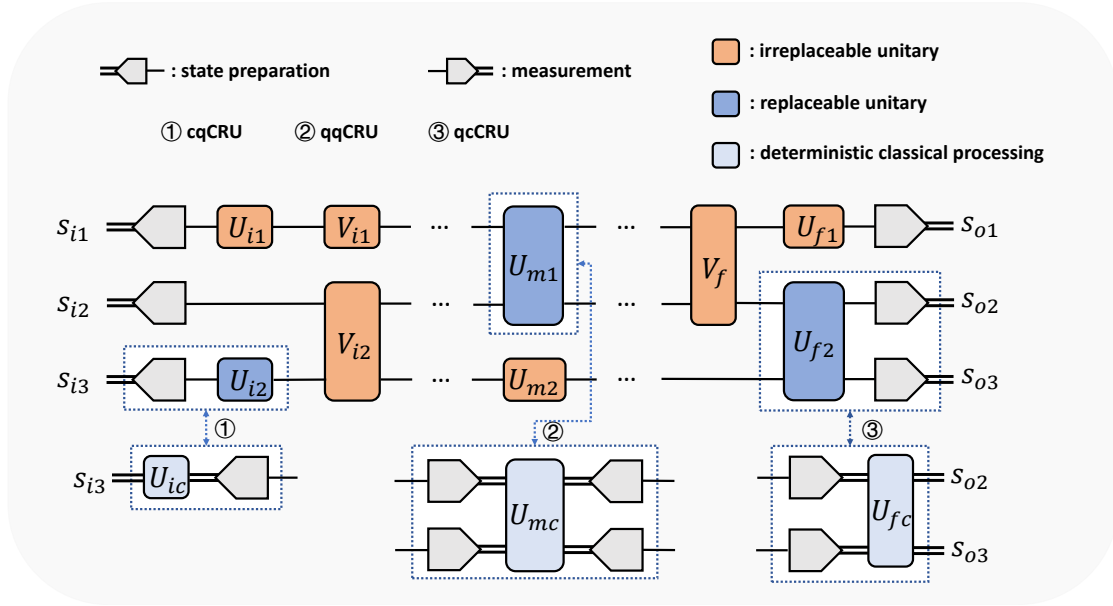 : state preparation
: measurement
: irreplaceable unitary
① cqCRU ② qqCRU ③ qcCRU
: replaceable unitary
: deterministic classical processing
s_{i1} U_{i1} V_{i1} ... U_{m1} ... V_f U_{f1} s_{o1}
s_{i2} V_{i2} ... ... U_{f2} s_{o2}
s_{i3} U_{i2} ... U_{m2} ... s_{o3}
① ② ③
s_{i3} U_{ic} U_{mc} U_{fc} s_{o2}
s_{o3}